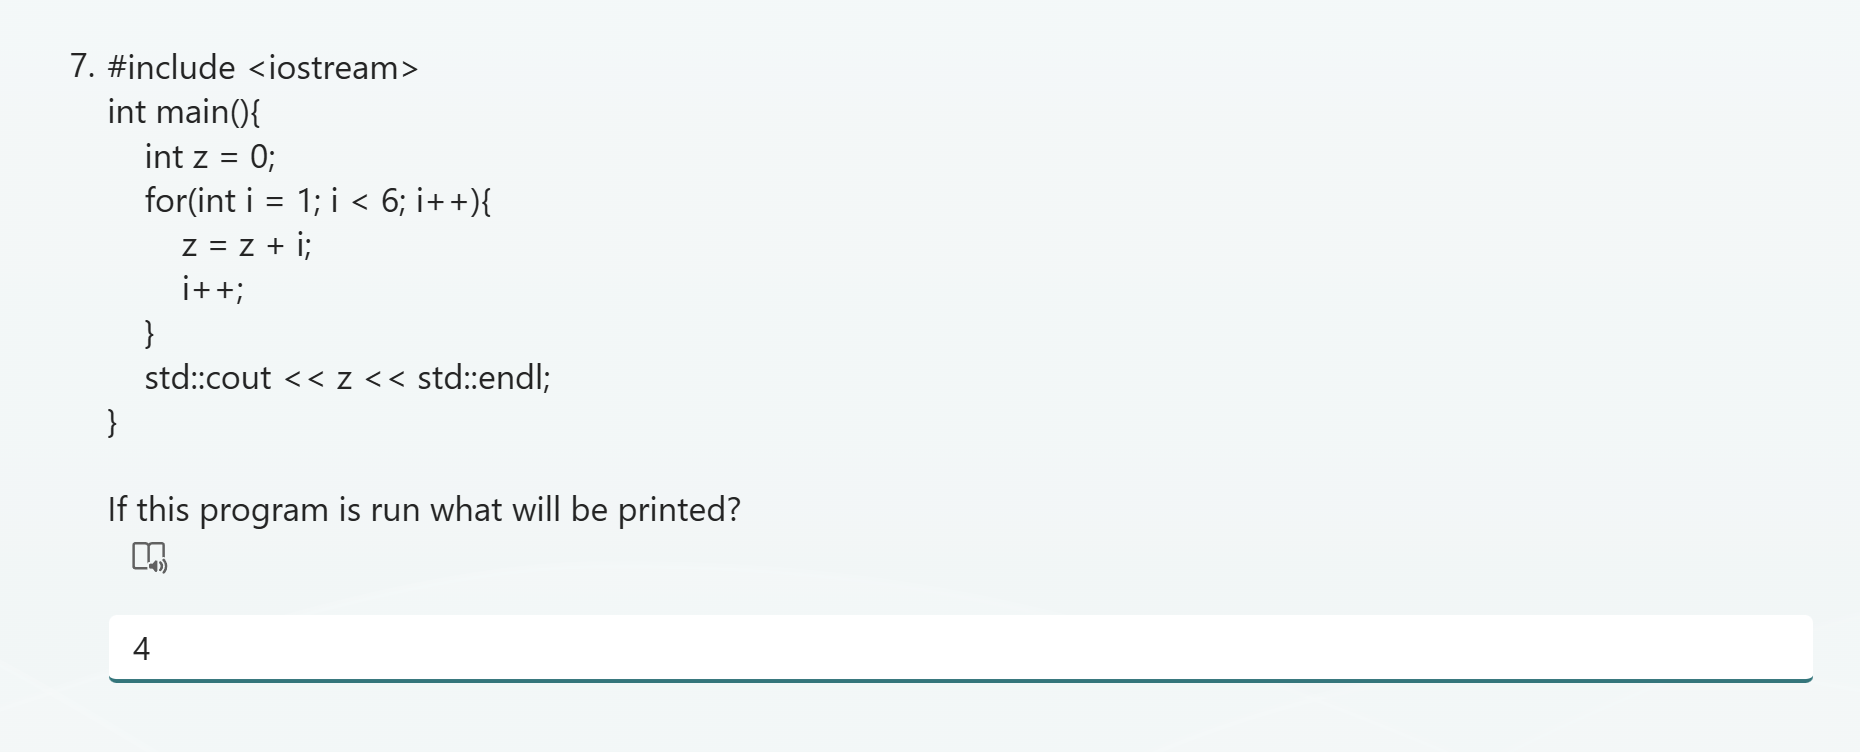 7. #include <iostream>
int main(){
int z = 0;
for(int i = 1; i < 6; i++){
z = z + i;
i++;
}
std::cout << z << std::endl;
}
If this program is run what will be printed?
4